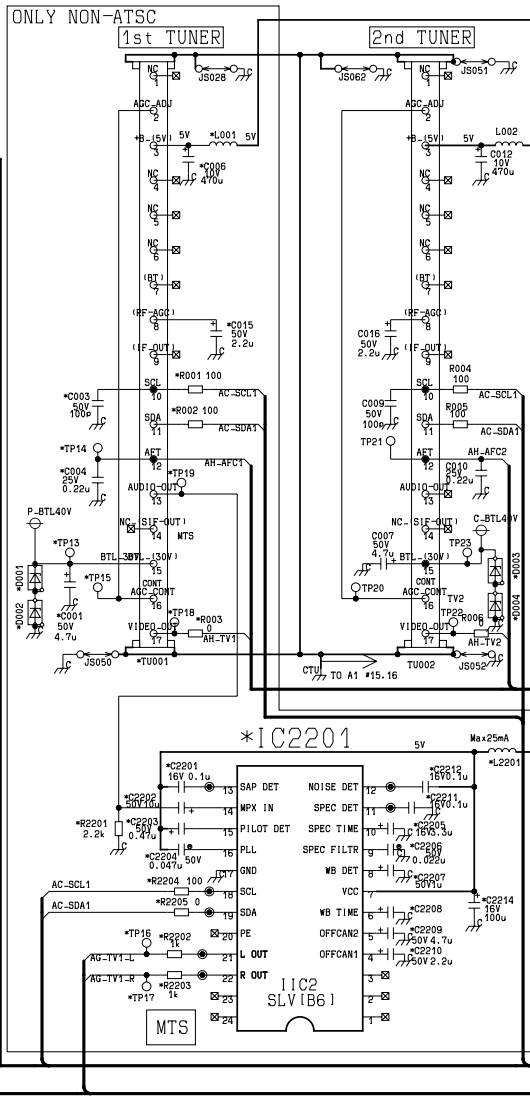 ONLY NON-ATSC
1st TUNER
2nd TUNER
NC
1
JS028
JS062
NC
1
JS051
AGC-ADJ
2
AGC-ADJ
2
+B-(5V)
3
5V
*L001
5V
+B-(5V)
3
5V
L002
*C006
10V
470u
C012
10V
470u
NC
4
NC
4
NC
5
NC
5
NC
6
NC
6
(BT)
7
(BT)
7
(RF-AGC)
8
*C015
50V
2.2u
(RF-AGC)
8
C016
50V
2.2u
(IF-OUT)
9
(IF-OUT)
9
*R001 100
R004
100
SCL
10
AC-SCL1
SCL
10
AC-SCL1
*C003
50V
100p
*R002 100
C009
50V
100p
R005
100
SDA
11
AC-SDA1
SDA
11
AC-SDA1
*TP14
TP21
AFT
12
AH-AFC1
AFT
12
AH-AFC2
*C004
25V
0.22u
*TP19
C010
25V
0.22u
AUDIO-OUT
13
AUDIO-OUT
13
P-BTL40V
NC-(SIF-OUT)
14
MTS
NC-(SIF-OUT)
14
C-BTL40V
*TP13
C007
50V
4.7u
TP23
BTL-(30V)
15
BTL-(30V)
15
*D001
*D002
*TP15
*C001
50V
4.7u
CONT
AGC-CONT
16
TP20
CONT
AGC-CONT
16
TV2
*D003
*D004
*TP18
*R003
0
TP22
R006
0
VIDEO-OUT
17
AH-TV1
VIDEO-OUT
17
AH-TV2
JS050
*TU001
CTU
TO A1 #15.16
TU002
JS052
*IC2201
5V
Max25mA
*L2201
*C2201
16V 0.1u
13
SAP DET
NOISE DET
12
*C2212
16V0.1u
*C2202
50V10u
14
MPX IN
SPEC DET
11
*C2211
16V0.1u
*R2201
2.2k
*C2203
50V
0.47u
15
PILOT DET
SPEC TIME
10
*C2205
16V3.3u
*C2204
0.047u
50V
16
PLL
SPEC FILTR
9
*C2206
50V
0.022u
17
GND
WB DET
8
*C2207
50V1u
AC-SCL1
*R2204 100
18
SCL
VCC
7
*C2214
16V
100u
AC-SDA1
*R2205 0
19
SDA
WB TIME
6
*C2208
*TP16
*R2202
1k
20
PE
OFFCAN2
5
*C2209
50V 4.7u
AG-TV1-L
21
L OUT
OFFCAN1
4
*C2210
50V 2.2u
AG-TV1-R
22
R OUT
3
*TP17
*R2203
1k
23
IIC2
SLV[B6]
2
24
1
MTS